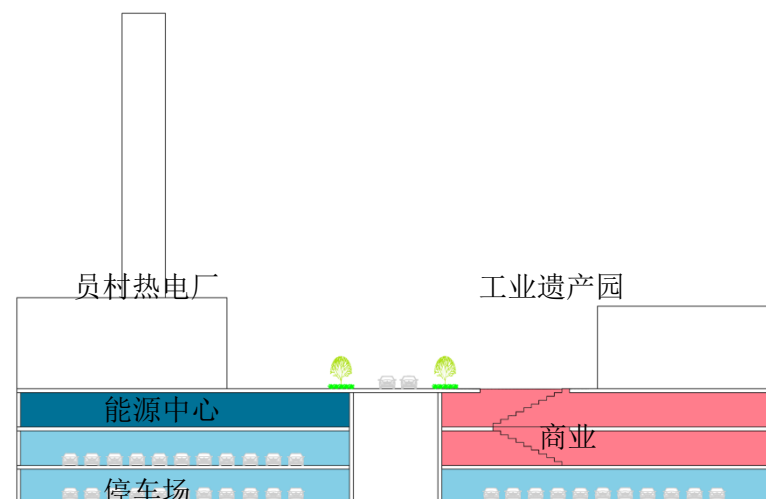 员村热电厂
工业遗产园
能源中心
商业
停车场